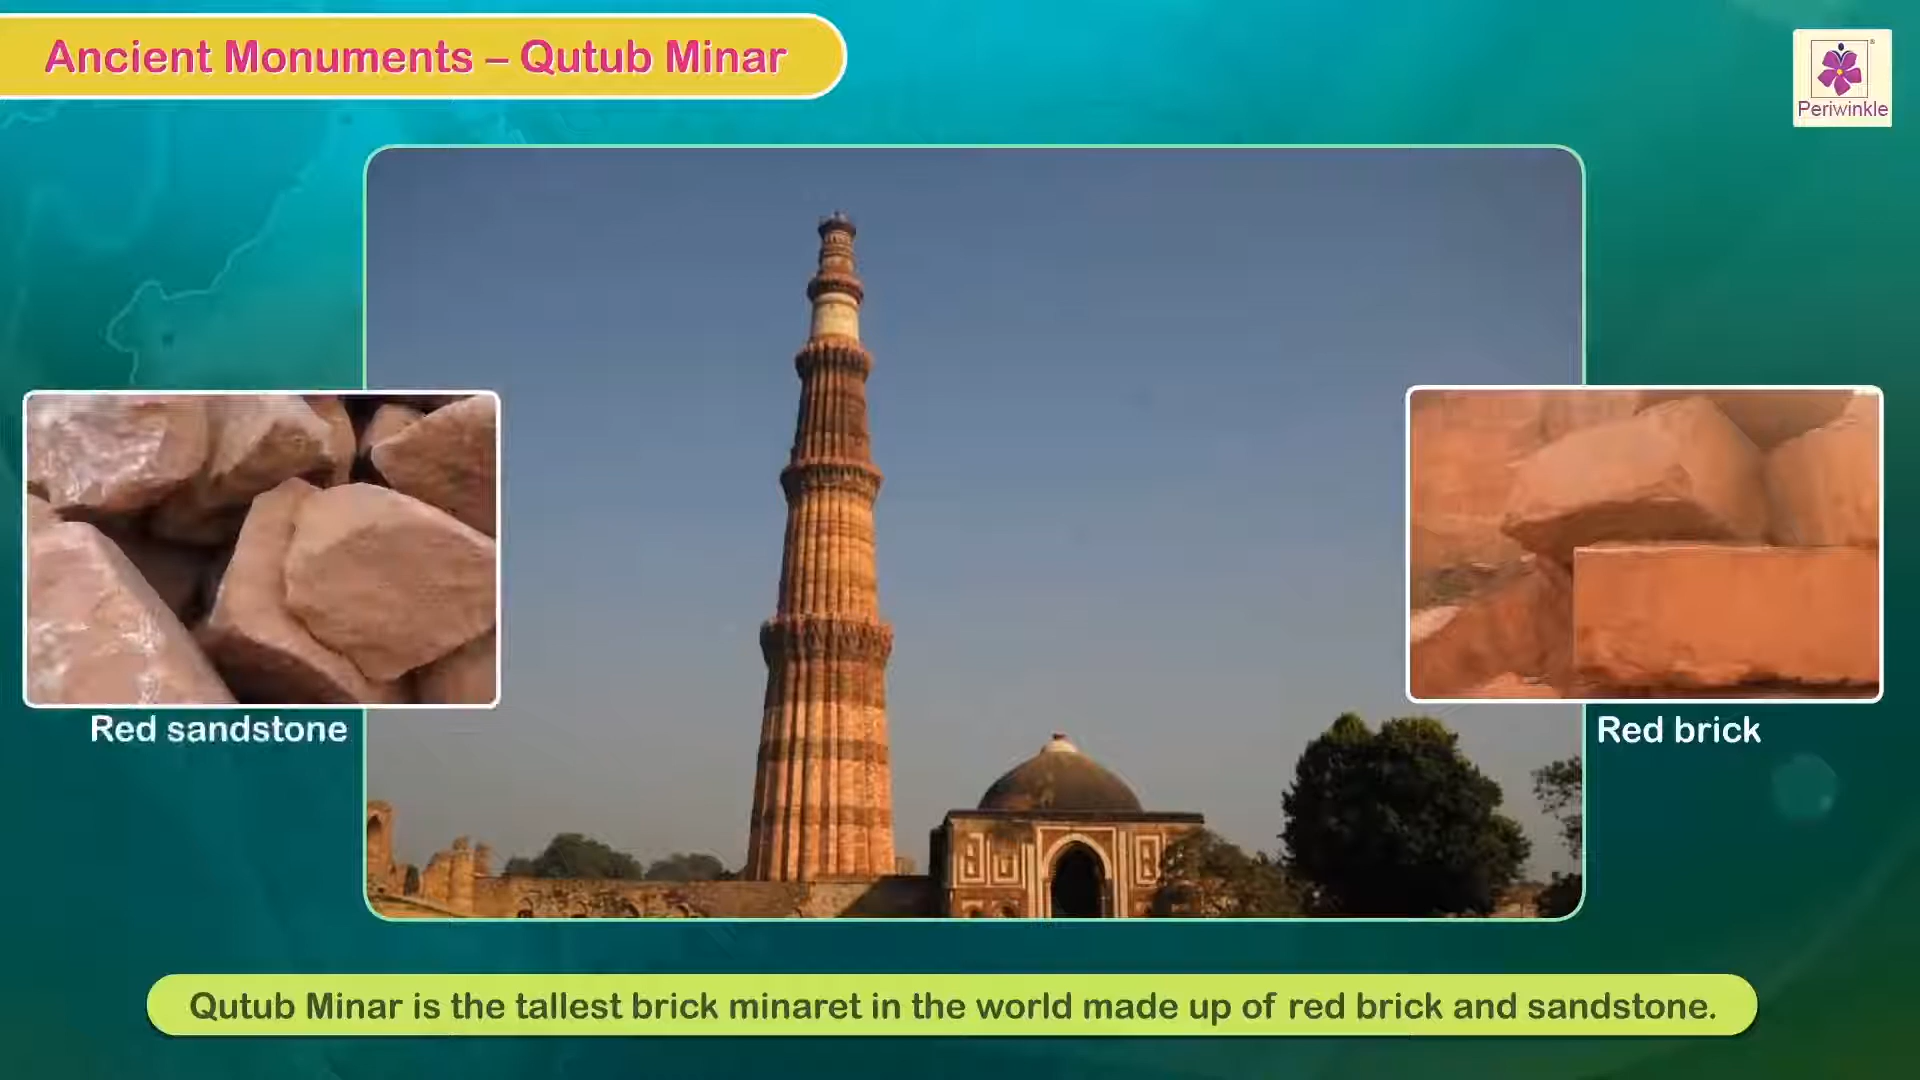 Ancient Monuments – Qutub Minar
Periwinkle
Red sandstone
Red brick
Qutub Minar is the tallest brick minaret in the world made up of red brick and sandstone.